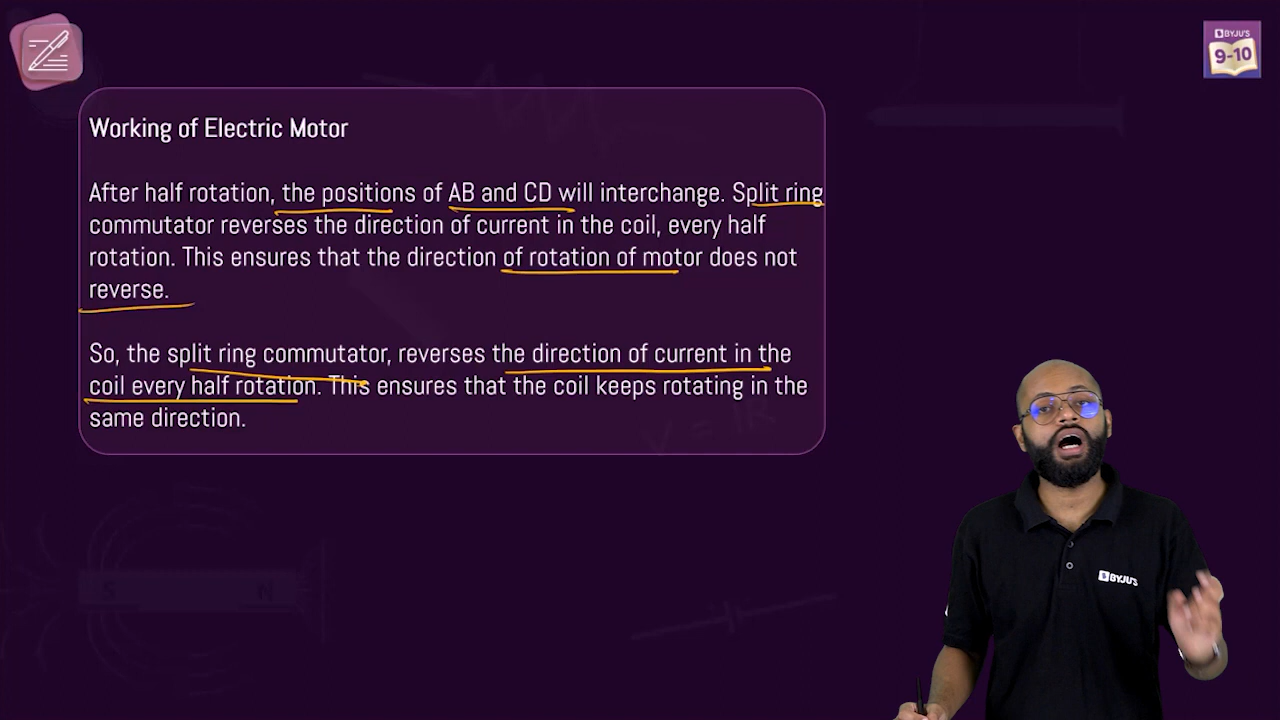 BYJU'S
9-10
Working of Electric Motor
After half rotation, the positions of AB and CD will interchange. Split ring
commutator reverses the direction of current in the coil, every half
rotation. This ensures that the direction of rotation of motor does not
reverse.
So, the split ring commutator, reverses the direction of current in the
coil every half rotation. This ensures that the coil keeps rotating in the
same direction.
V = IR
S N
BYJU'S